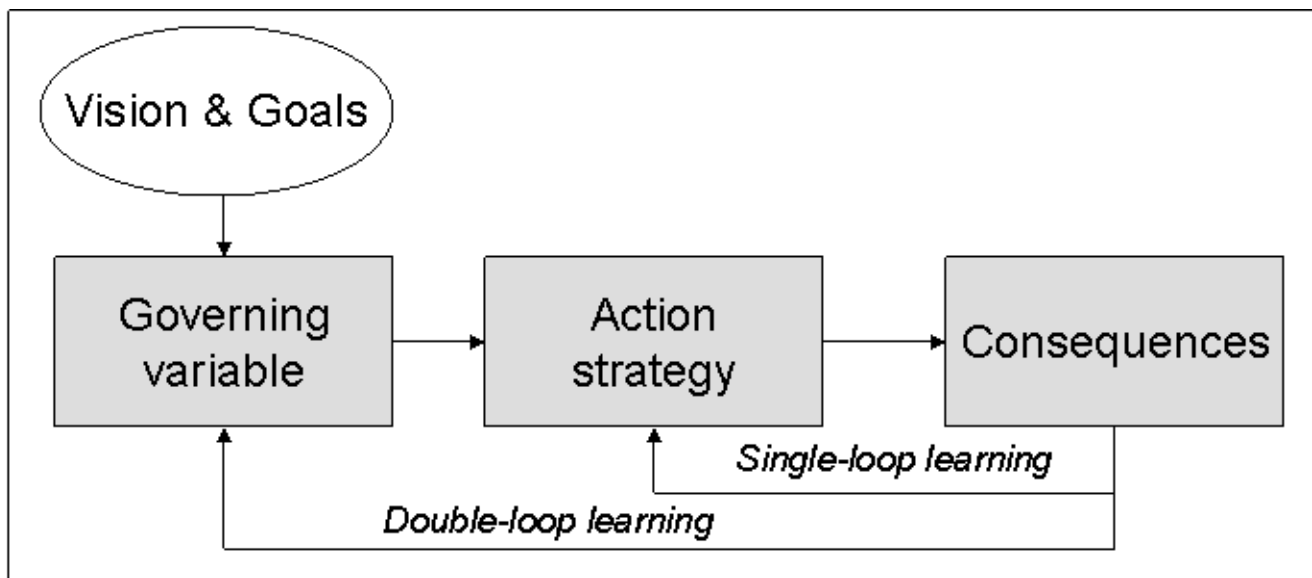 Vision & Goals
Governing
variable
Action
strategy
Consequences
Single-loop learning
Double-loop learning